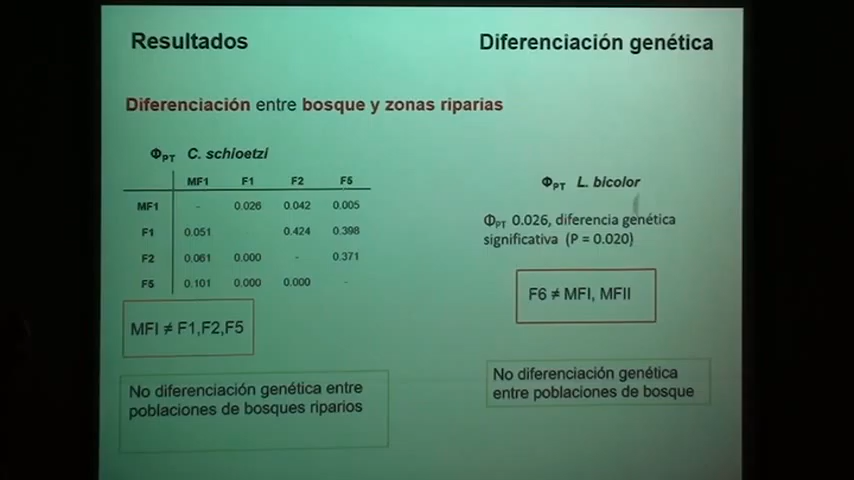 Resultados
Diferenciación genética
Diferenciación entre bosque y zonas riparias
ΦPT C. schioetzi
MF1 F1 F2 F5
MF1 - 0.026 0.042 0.005
F1 0.051 0.424 0.398
F2 0.061 0.000 - 0.371
F5 0.101 0.000 0.000 -
MFI ≠ F1,F2,F5
No diferenciación genética entre
poblaciones de bosques riparios
ΦPT L. bicolor
ΦPT 0.026, diferencia genética
significativa (P = 0.020)
F6 ≠ MFI, MFII
No diferenciación genética
entre poblaciones de bosque